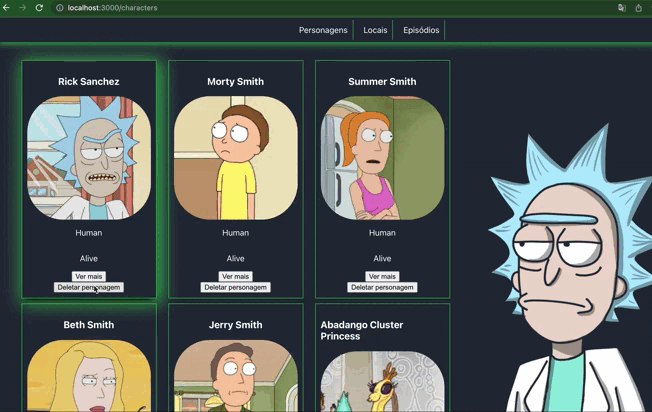 localhost:3000/characters
Personagens
Locais
Episódios
Rick Sanchez
Morty Smith
Summer Smith
Human
Human
Human
Alive
Alive
Alive
Ver mais
Ver mais
Ver mais
Deletar personagem
Deletar personagem
Deletar personagem
Beth Smith
Jerry Smith
Abadango Cluster
Princess